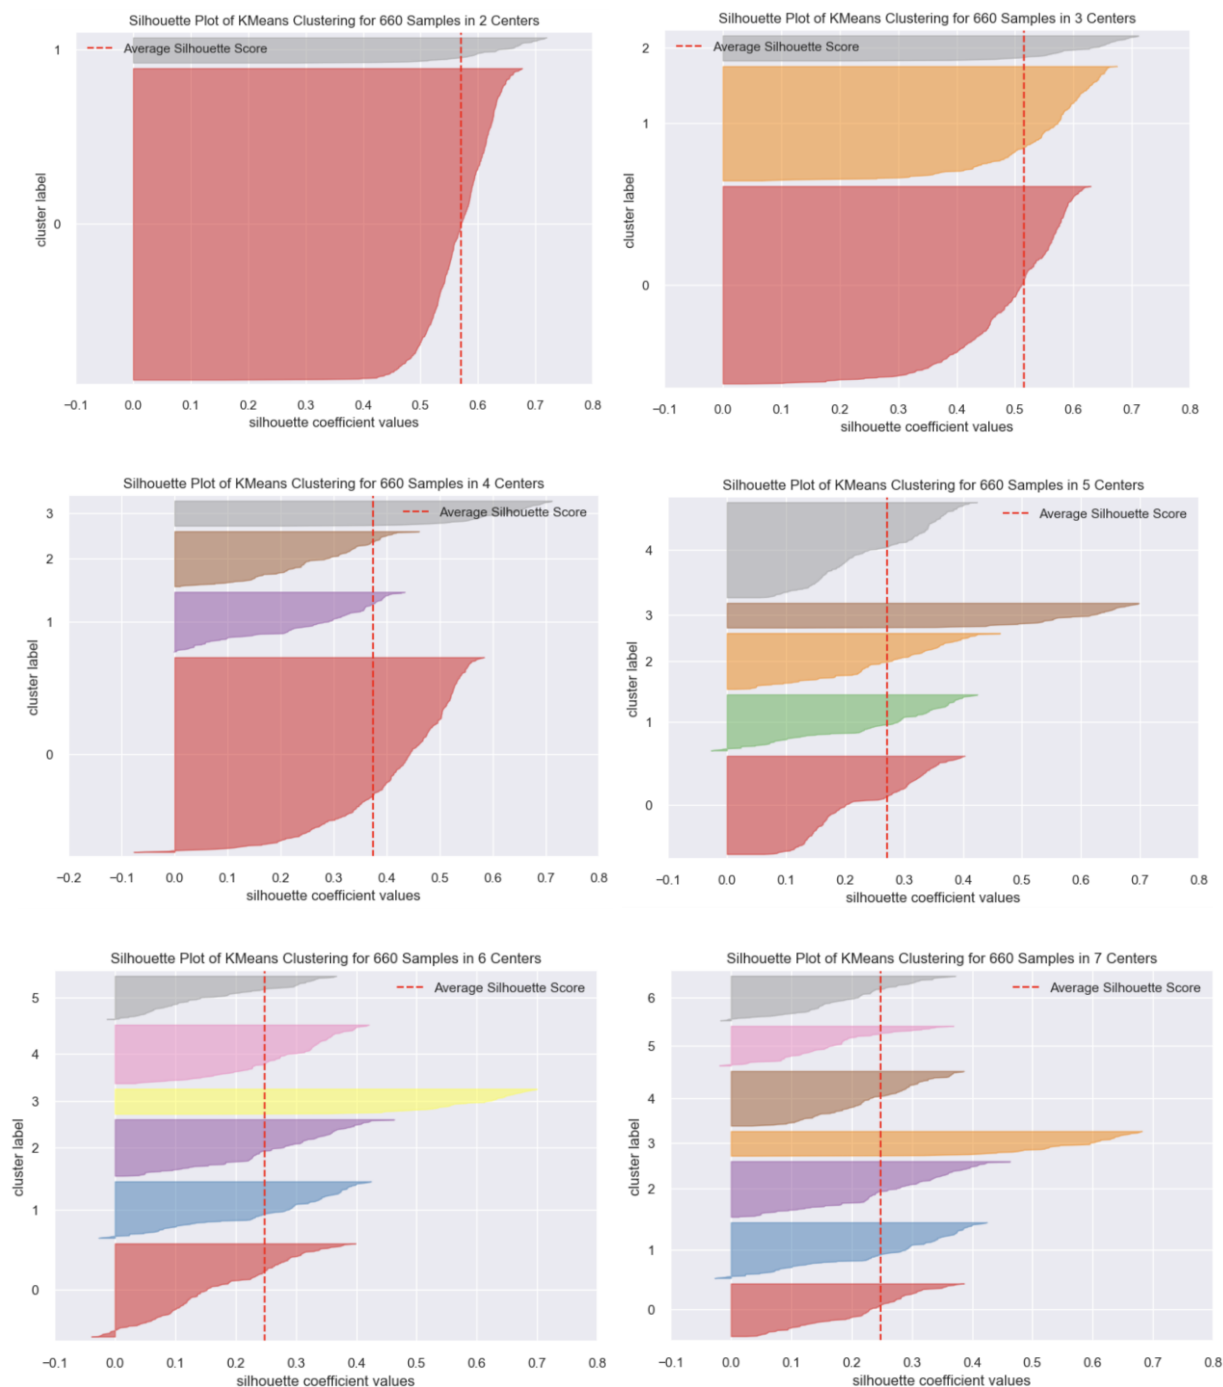 Silhouette Plot of KMeans Clustering for 660 Samples in 2 Centers
1
Average Silhouette Score
0
cluster label
−0.1 0.0 0.1 0.2 0.3 0.4 0.5 0.6 0.7 0.8
silhouette coefficient values
Silhouette Plot of KMeans Clustering for 660 Samples in 3 Centers
2
Average Silhouette Score
1
0
cluster label
−0.1 0.0 0.1 0.2 0.3 0.4 0.5 0.6 0.7 0.8
silhouette coefficient values
Silhouette Plot of KMeans Clustering for 660 Samples in 4 Centers
3
Average Silhouette Score
2
1
0
cluster label
−0.2 −0.1 0.0 0.1 0.2 0.3 0.4 0.5 0.6 0.7 0.8
silhouette coefficient values
Silhouette Plot of KMeans Clustering for 660 Samples in 5 Centers
Average Silhouette Score
4
3
2
1
0
cluster label
−0.1 0.0 0.1 0.2 0.3 0.4 0.5 0.6 0.7 0.8
silhouette coefficient values
Silhouette Plot of KMeans Clustering for 660 Samples in 6 Centers
Average Silhouette Score
5
4
3
2
1
0
cluster label
−0.1 0.0 0.1 0.2 0.3 0.4 0.5 0.6 0.7 0.8
silhouette coefficient values
Silhouette Plot of KMeans Clustering for 660 Samples in 7 Centers
Average Silhouette Score
6
5
4
3
2
1
0
cluster label
−0.1 0.0 0.1 0.2 0.3 0.4 0.5 0.6 0.7 0.8
silhouette coefficient values